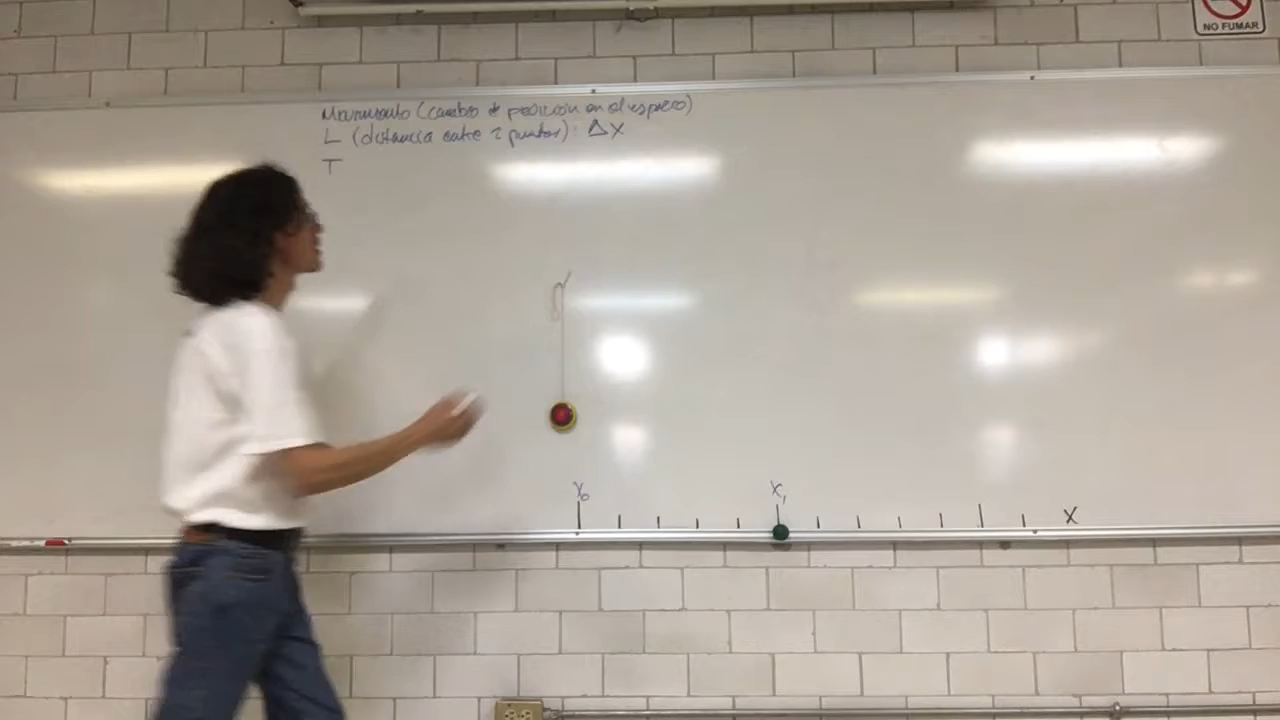 NO FUMAR
Movimiento (cambio de posición en el espacio)
L (distancia entre 2 puntos): Δx
T
X₀ X₁ X